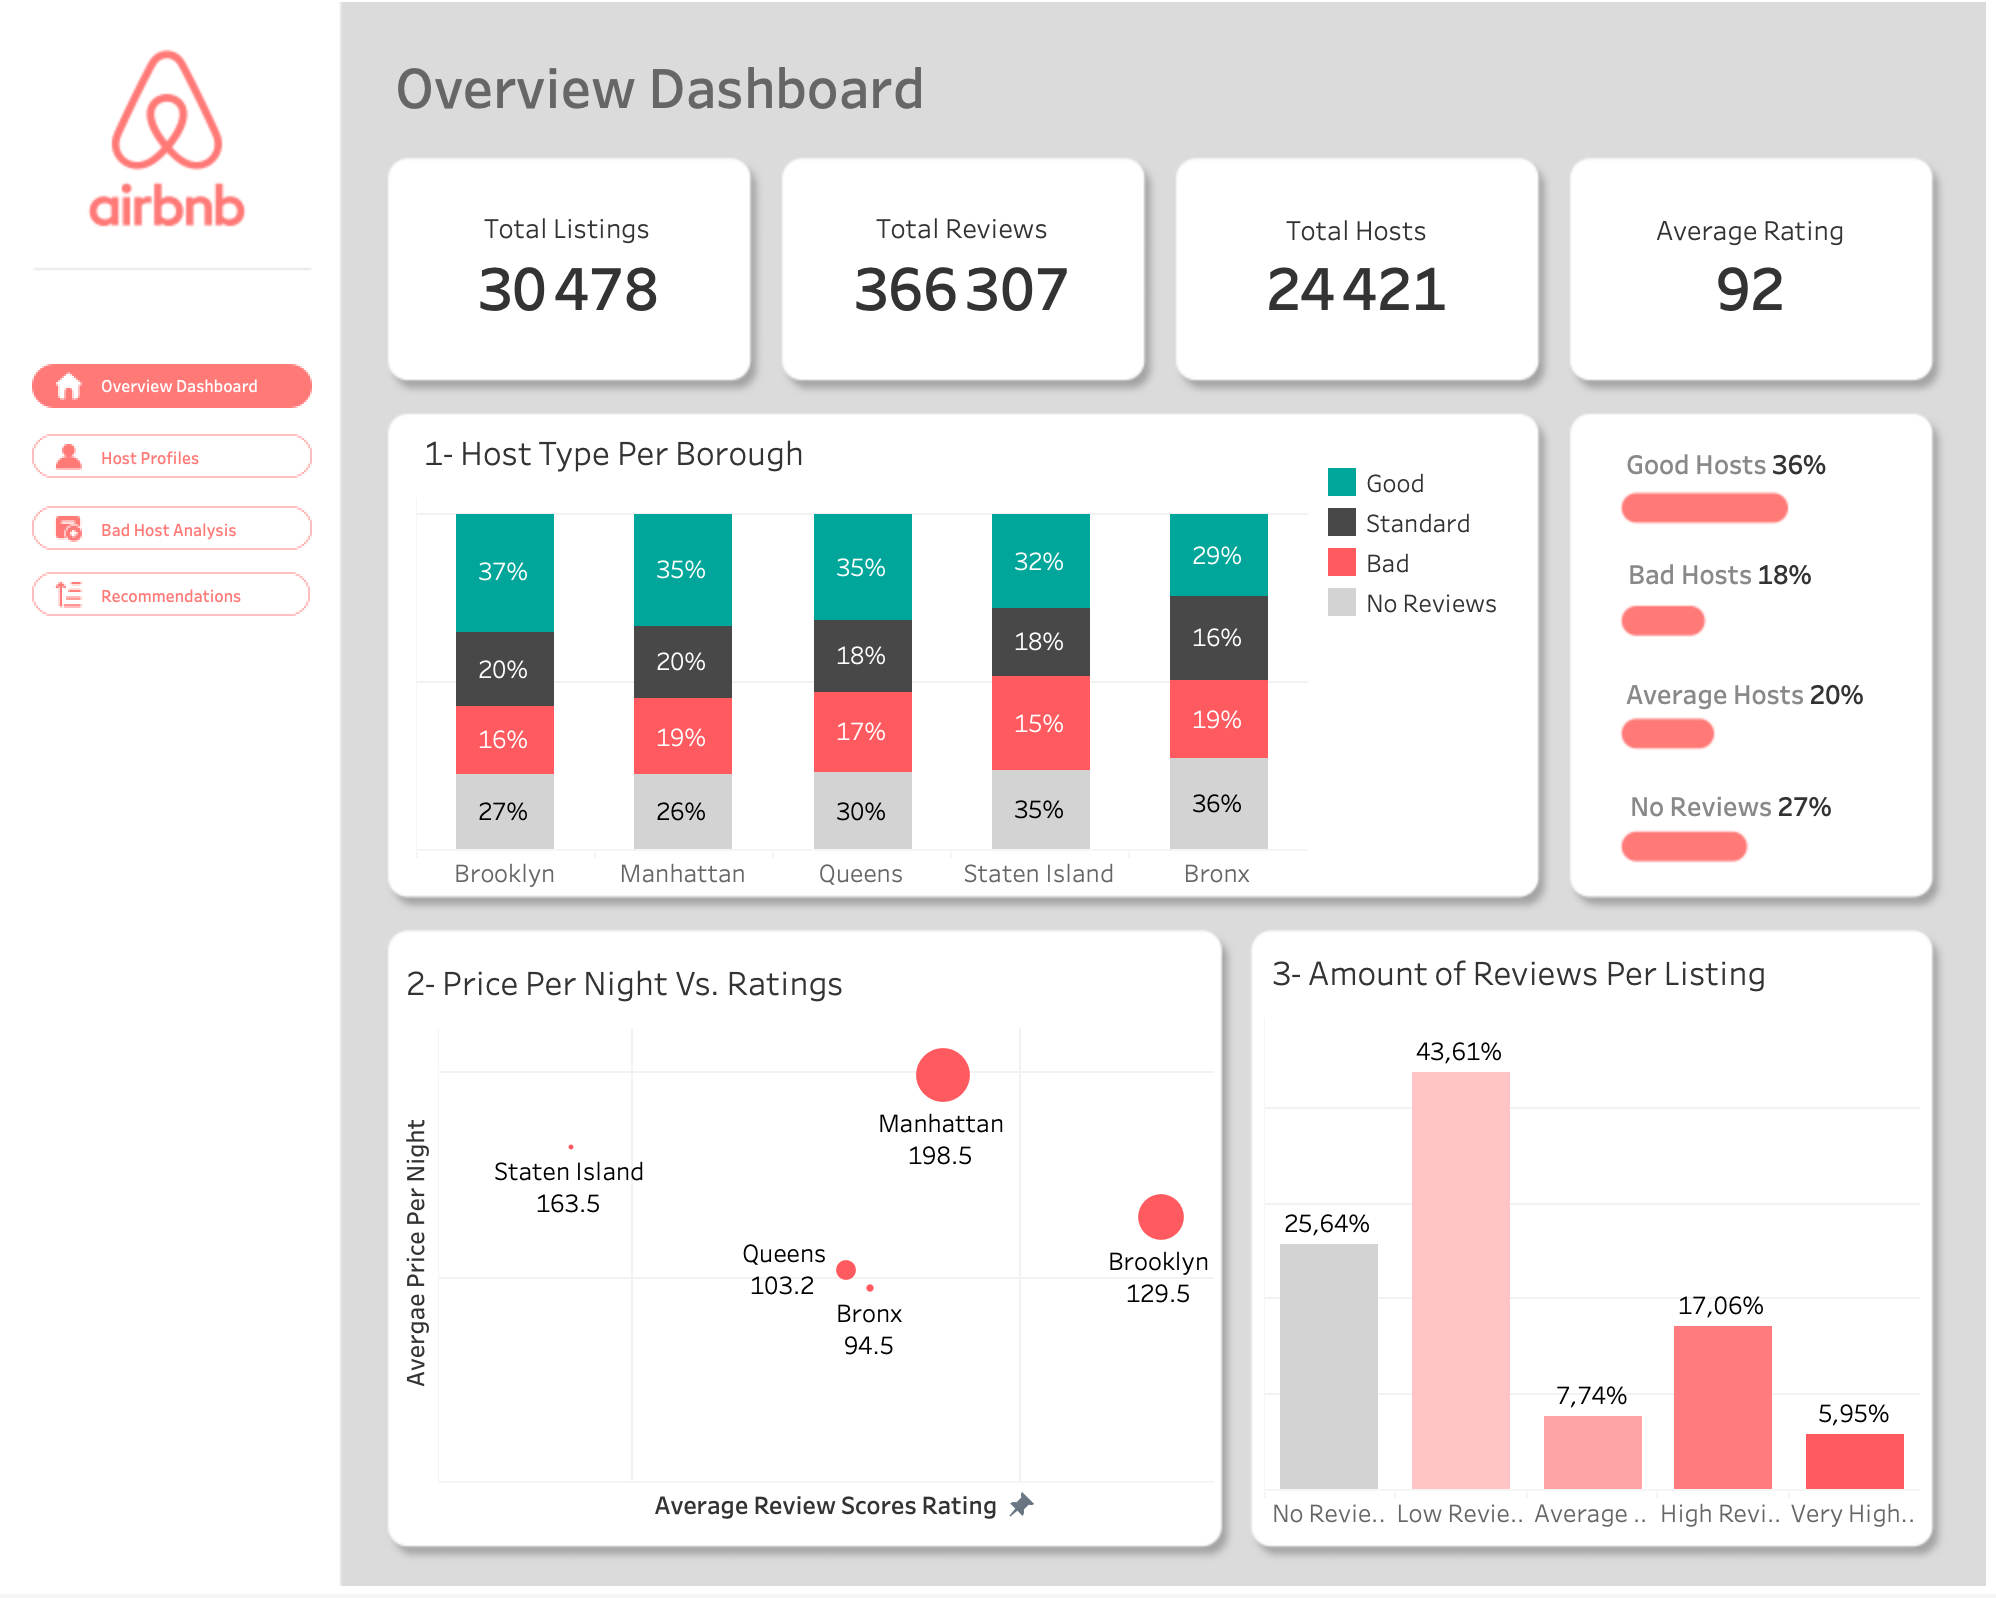 airbnb
Overview Dashboard
Host Profiles
Bad Host Analysis
Recommendations
Overview Dashboard
Total Listings
30 478
Total Reviews
366 307
Total Hosts
24 421
Average Rating
92
1- Host Type Per Borough
Good
Standard
Bad
No Reviews
37% 35% 35% 32% 29%
20% 20% 18% 18% 16%
16% 19% 17% 15% 19%
27% 26% 30% 35% 36%
Brooklyn Manhattan Queens Staten Island Bronx
Good Hosts 36%
Bad Hosts 18%
Average Hosts 20%
No Reviews 27%
2- Price Per Night Vs. Ratings
Avergae Price Per Night
Manhattan
198.5
Staten Island
163.5
Queens
103.2
Brooklyn
129.5
Bronx
94.5
Average Review Scores Rating
3- Amount of Reviews Per Listing
43,61%
25,64%
17,06%
7,74%
5,95%
No Revie.. Low Revie.. Average .. High Revi.. Very High..